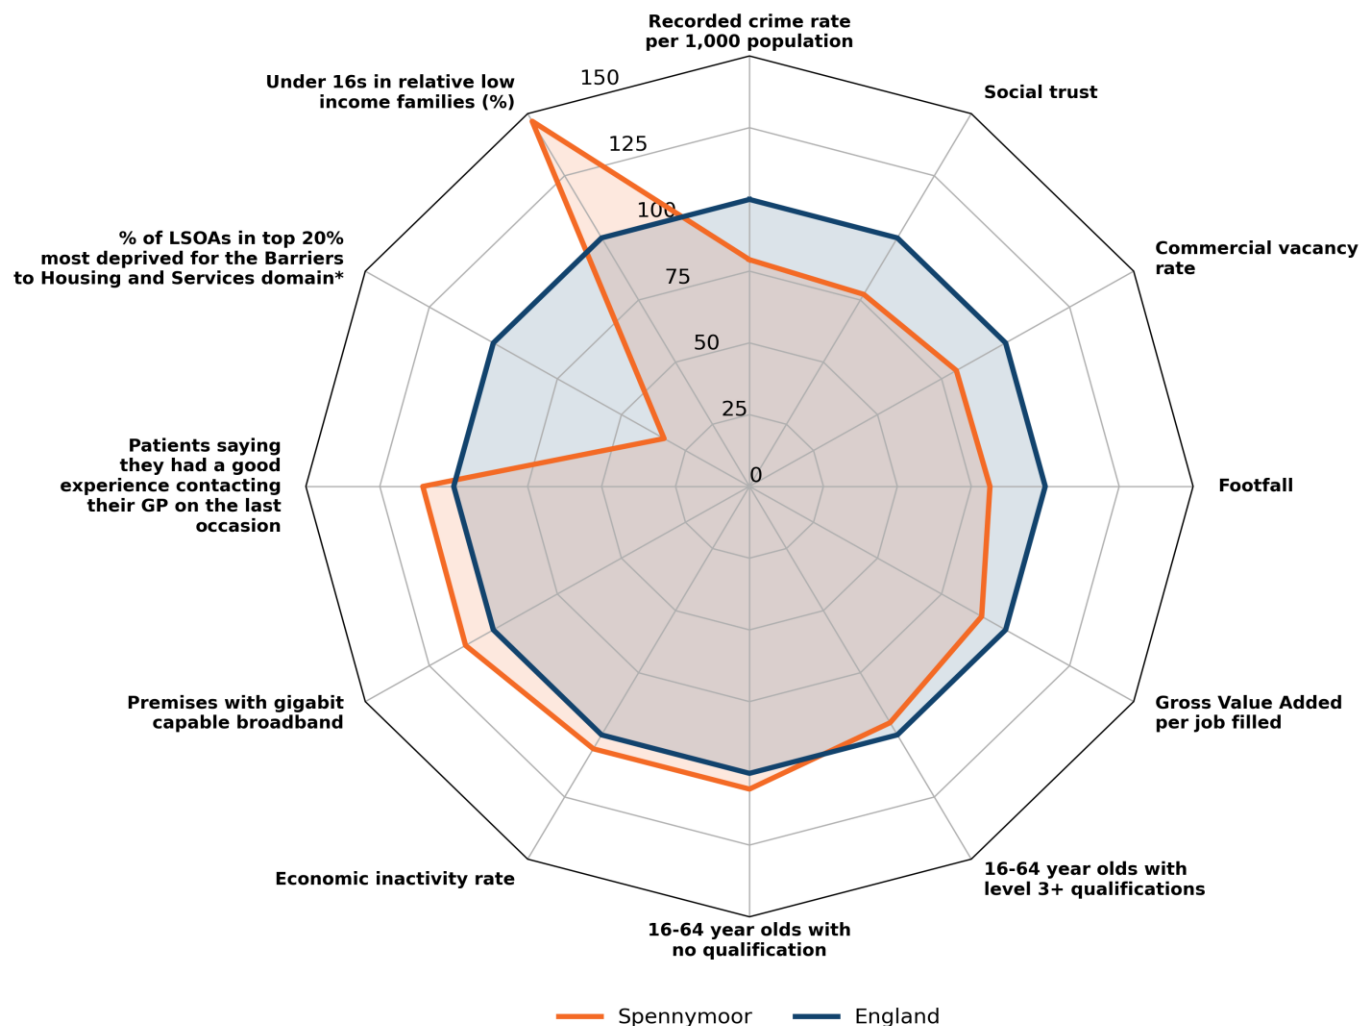 Recorded crime rate
per 1,000 population
Social trust
Commercial vacancy
rate
Footfall
Gross Value Added
per job filled
16-64 year olds with
level 3+ qualifications
16-64 year olds with
no qualification
Economic inactivity rate
Premises with gigabit
capable broadband
Patients saying
they had a good
experience contacting
their GP on the last
occasion
% of LSOAs in top 20%
most deprived for the Barriers
to Housing and Services domain*
Under 16s in relative low
income families (%)
150
125
100
75
50
25
0
Spennymoor
England